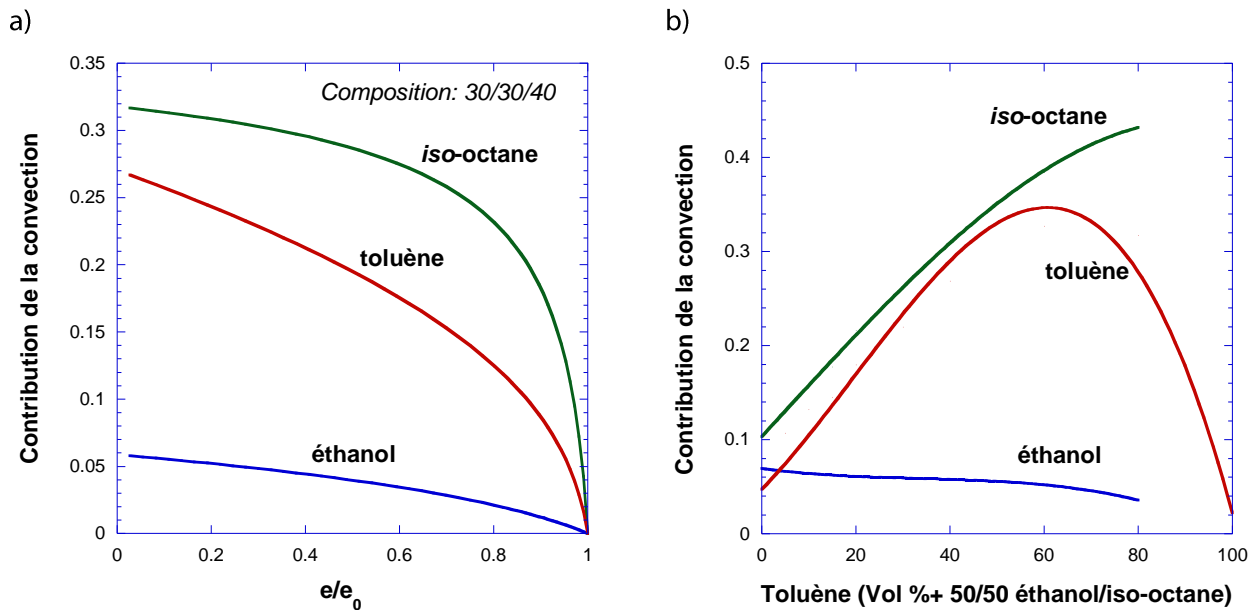 a)
Contribution de la convection
0.35
0.3
0.25
0.2
0.15
0.1
0.05
0
Composition: 30/30/40
iso-octane
toluène
éthanol
0 0.2 0.4 0.6 0.8 1
e/e0
b)
Contribution de la convection
0.5
0.4
0.3
0.2
0.1
0
iso-octane
toluène
éthanol
0 20 40 60 80 100
Toluène (Vol %+ 50/50 éthanol/iso-octane)